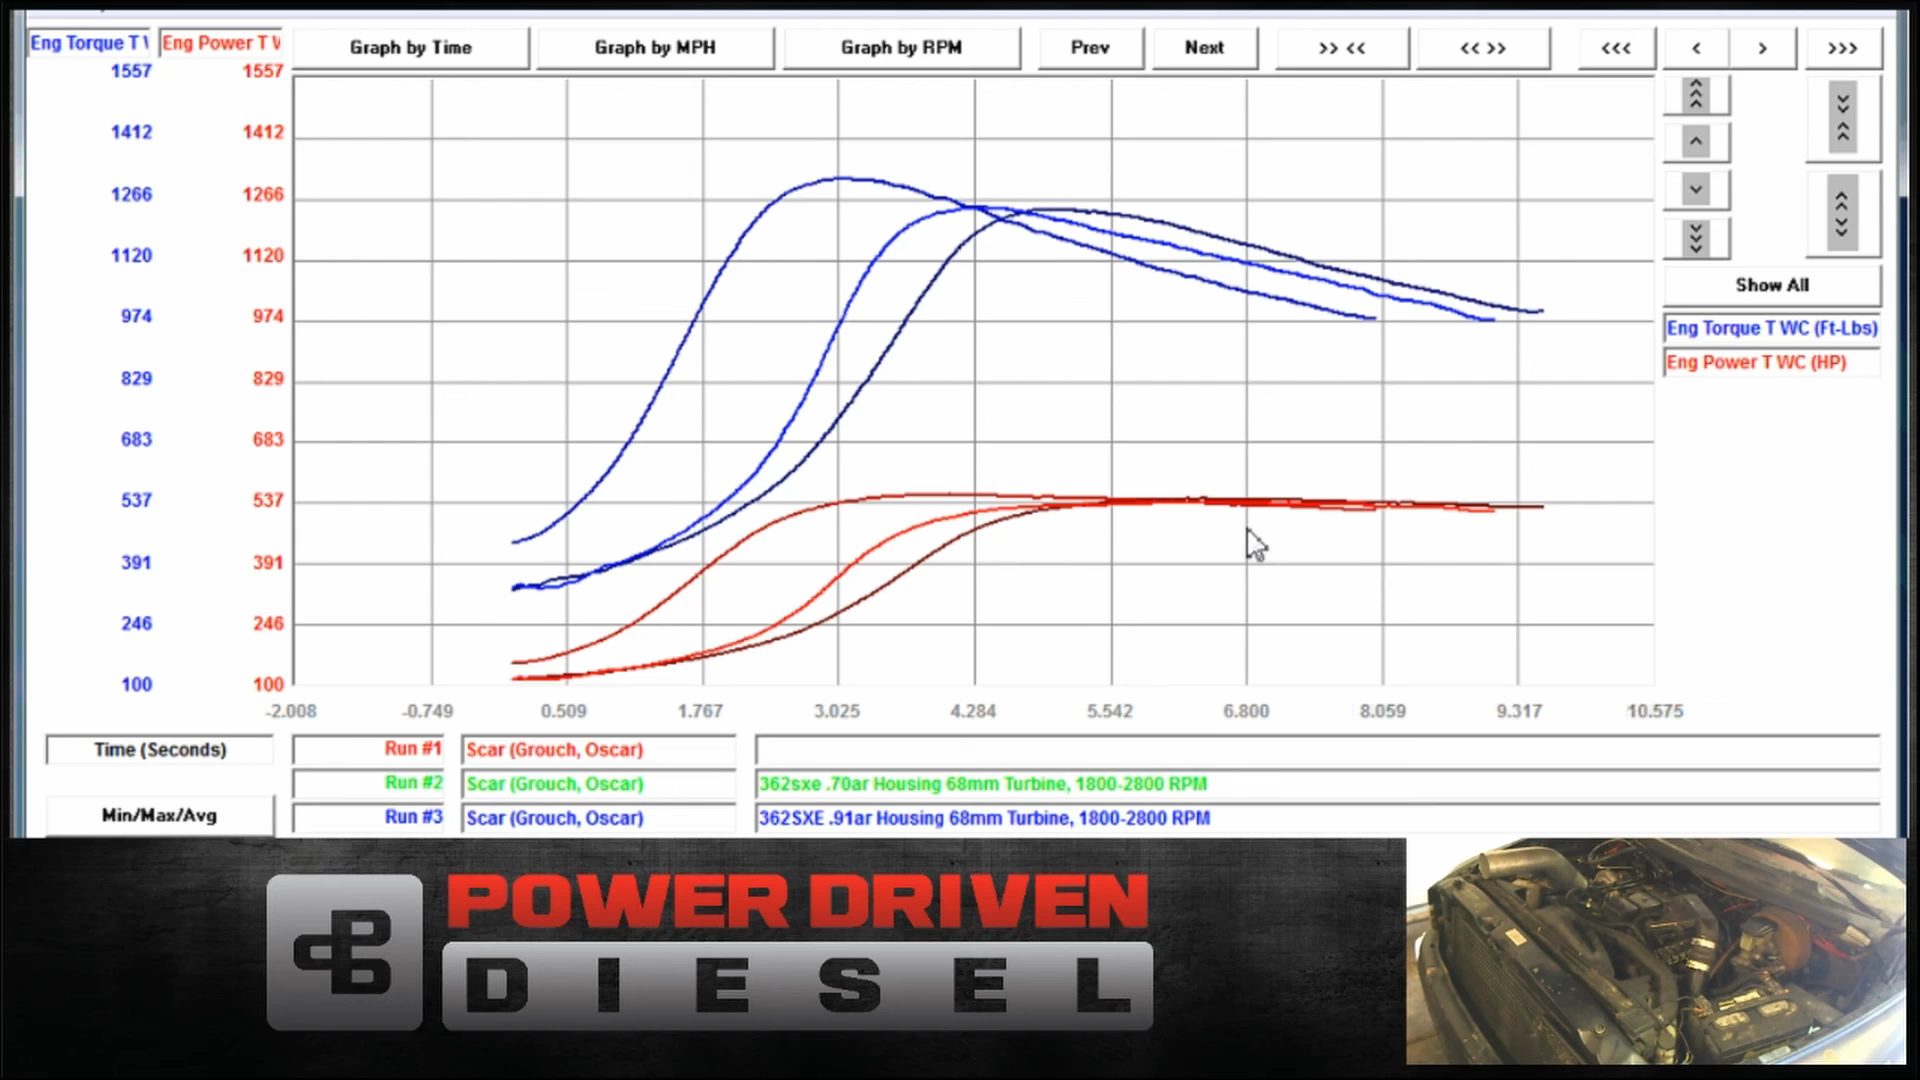 Eng Torque T Eng Power T Graph by Time Graph by MPH Graph by RPM Prev Next >> << << >> <<< < > >>>
1557 1557
1412 1412
1266 1266
1120 1120
974 974
829 829
683 683
537 537
391 391
246 246
100 100
Show All
Eng Torque T WC (Ft-Lbs)
Eng Power T WC (HP)
-2.008 -0.749 0.509 1.767 3.025 4.284 5.542 6.800 8.059 9.317 10.575
Time (Seconds) Run #1 Scar (Grouch, Oscar)
Run #2 Scar (Grouch, Oscar) 362sxe .70ar Housing 68mm Turbine, 1800-2800 RPM
Min/Max/Avg Run #3 Scar (Grouch, Oscar) 362SXE .91ar Housing 68mm Turbine, 1800-2800 RPM
POWER DRIVEN
DIESEL